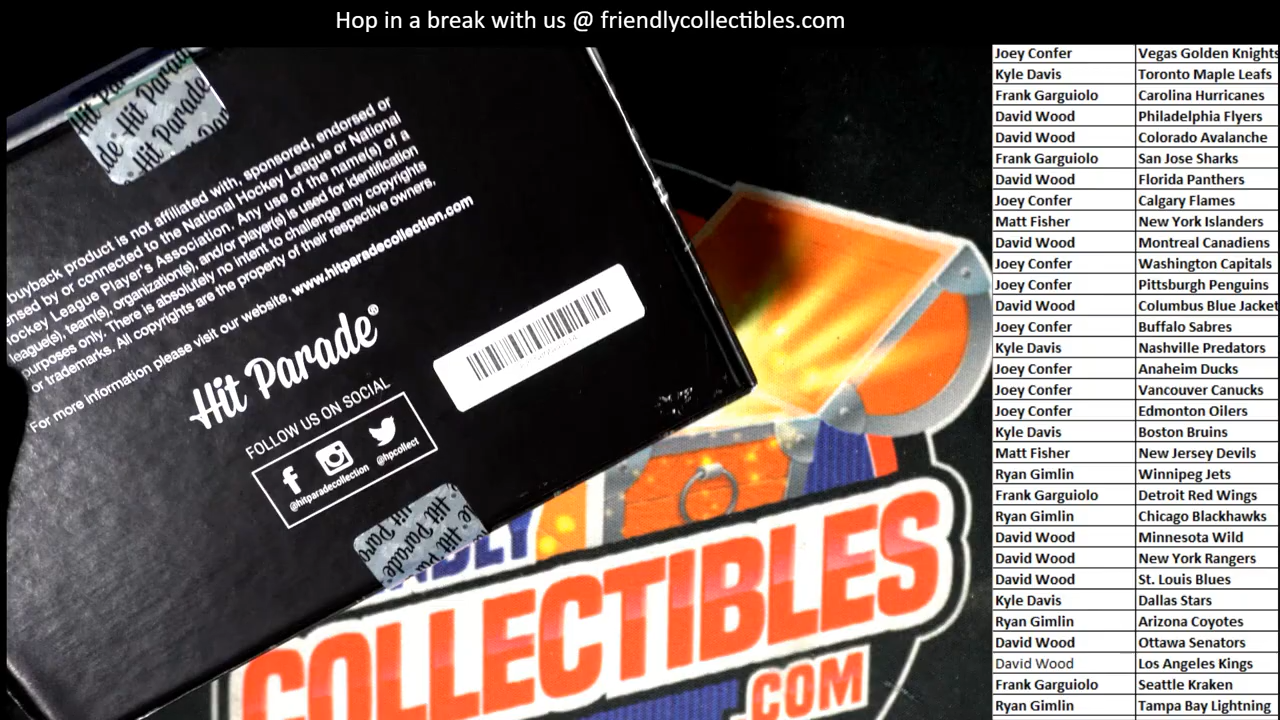 Hop in a break with us @ friendlycollectibles.com
Hit Parade
Hit Parade
buyback product is not affiliated with, sponsored, endorsed or
ensed by or connected to the National Hockey League or National
ockey League Player's Association. Any use of the name(s) of a
league(s), team(s), organization(s), and/or player(s) is used for identification
urposes only. There is absolutely no intent to challenge any copyrights
or trademarks. All copyrights are the property of their respective owners.
For more information please visit our website, www.hitparadecollection.com
Hit Parade®
FOLLOW US ON SOCIAL
@hitparadecollection @hpcollect
COLLECTIBLES
.COM
Joey Confer Vegas Golden Knights
Kyle Davis Toronto Maple Leafs
Frank Garguiolo Carolina Hurricanes
David Wood Philadelphia Flyers
David Wood Colorado Avalanche
Frank Garguiolo San Jose Sharks
David Wood Florida Panthers
Joey Confer Calgary Flames
Matt Fisher New York Islanders
David Wood Montreal Canadiens
Joey Confer Washington Capitals
Joey Confer Pittsburgh Penguins
David Wood Columbus Blue Jacket
Joey Confer Buffalo Sabres
Kyle Davis Nashville Predators
Joey Confer Anaheim Ducks
Joey Confer Vancouver Canucks
Joey Confer Edmonton Oilers
Kyle Davis Boston Bruins
Matt Fisher New Jersey Devils
Ryan Gimlin Winnipeg Jets
Frank Garguiolo Detroit Red Wings
Ryan Gimlin Chicago Blackhawks
David Wood Minnesota Wild
David Wood New York Rangers
David Wood St. Louis Blues
Kyle Davis Dallas Stars
Ryan Gimlin Arizona Coyotes
David Wood Ottawa Senators
David Wood Los Angeles Kings
Frank Garguiolo Seattle Kraken
Ryan Gimlin Tampa Bay Lightning